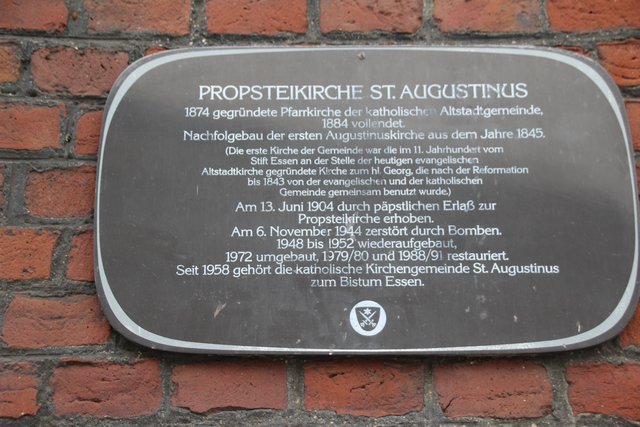 PROPSTEIKIRCHE ST. AUGUSTINUS
1874 gegründete Pfarrkirche der katholischen Altstadtgemeinde,
1884 vollendet.
Nachfolgebau der ersten Augustinuskirche aus dem Jahre 1845.
(Die erste Kirche der Gemeinde war die im 11. Jahrhundert vom
Stift Essen an der Stelle der heutigen evangelischen
Altstadtkirche gegründete Kirche zum hl. Georg, die nach der Reformation
bis 1843 von der evangelischen und der katholischen
Gemeinde gemeinsam benutzt wurde.)
Am 13. Juni 1904 durch päpstlichen Erlaß zur
Propsteikirche erhoben.
Am 6. November 1944 zerstört durch Bomben.
1948 bis 1952 wiederaufgebaut,
1972 umgebaut, 1979/80 und 1988/91 restauriert.
Seit 1958 gehört die katholische Kirchengemeinde St. Augustinus
zum Bistum Essen.